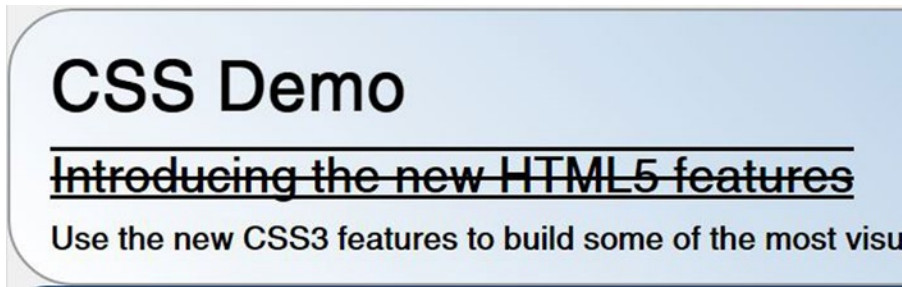 CSS Demo
Introducing the new HTML5 features
Use the new CSS3 features to build some of the most